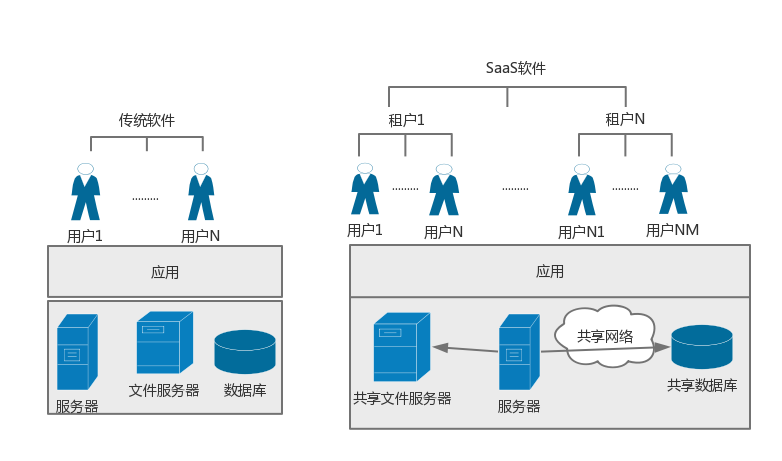 传统软件
用户1
.........
用户N
应用
服务器
文件服务器
数据库
SaaS软件
租户1
租户N
用户1
.........
用户N
.........
用户N1
.........
用户NM
应用
共享文件服务器
服务器
共享网络
共享数据库